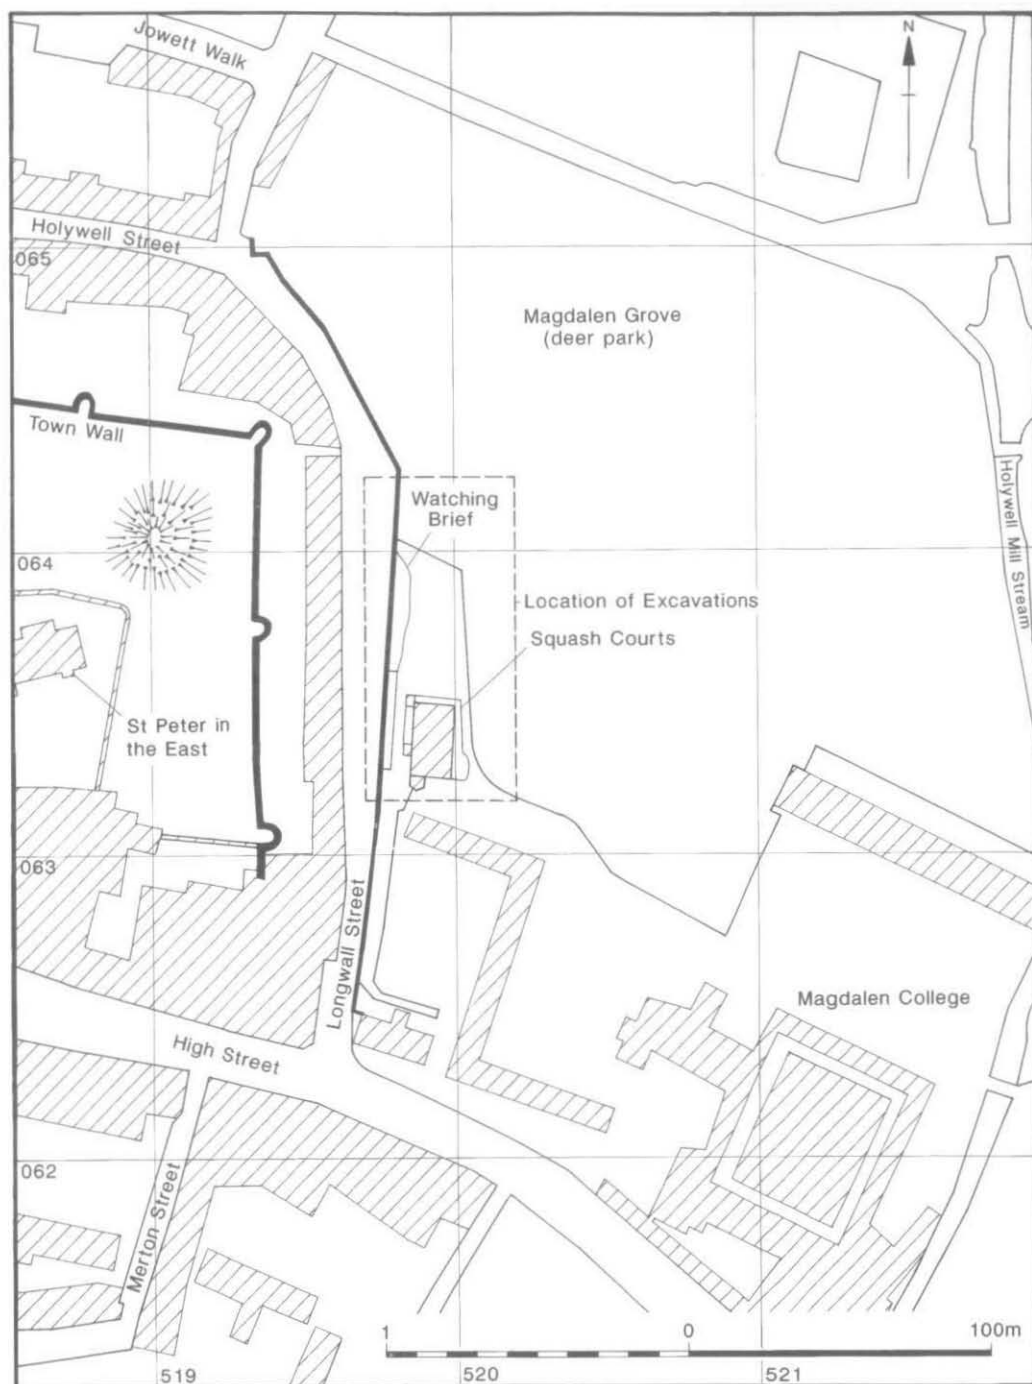 Jowett Walk
N
Holywell Street
065
Magdalen Grove
(deer park)
Town Wall
Watching
Brief
Holywell Mill Stream
064
Location of Excavations
Squash Courts
St Peter in
the East
063
Longwall Street
Magdalen College
High Street
062
Merton Street
1 0 100m
519 520 521